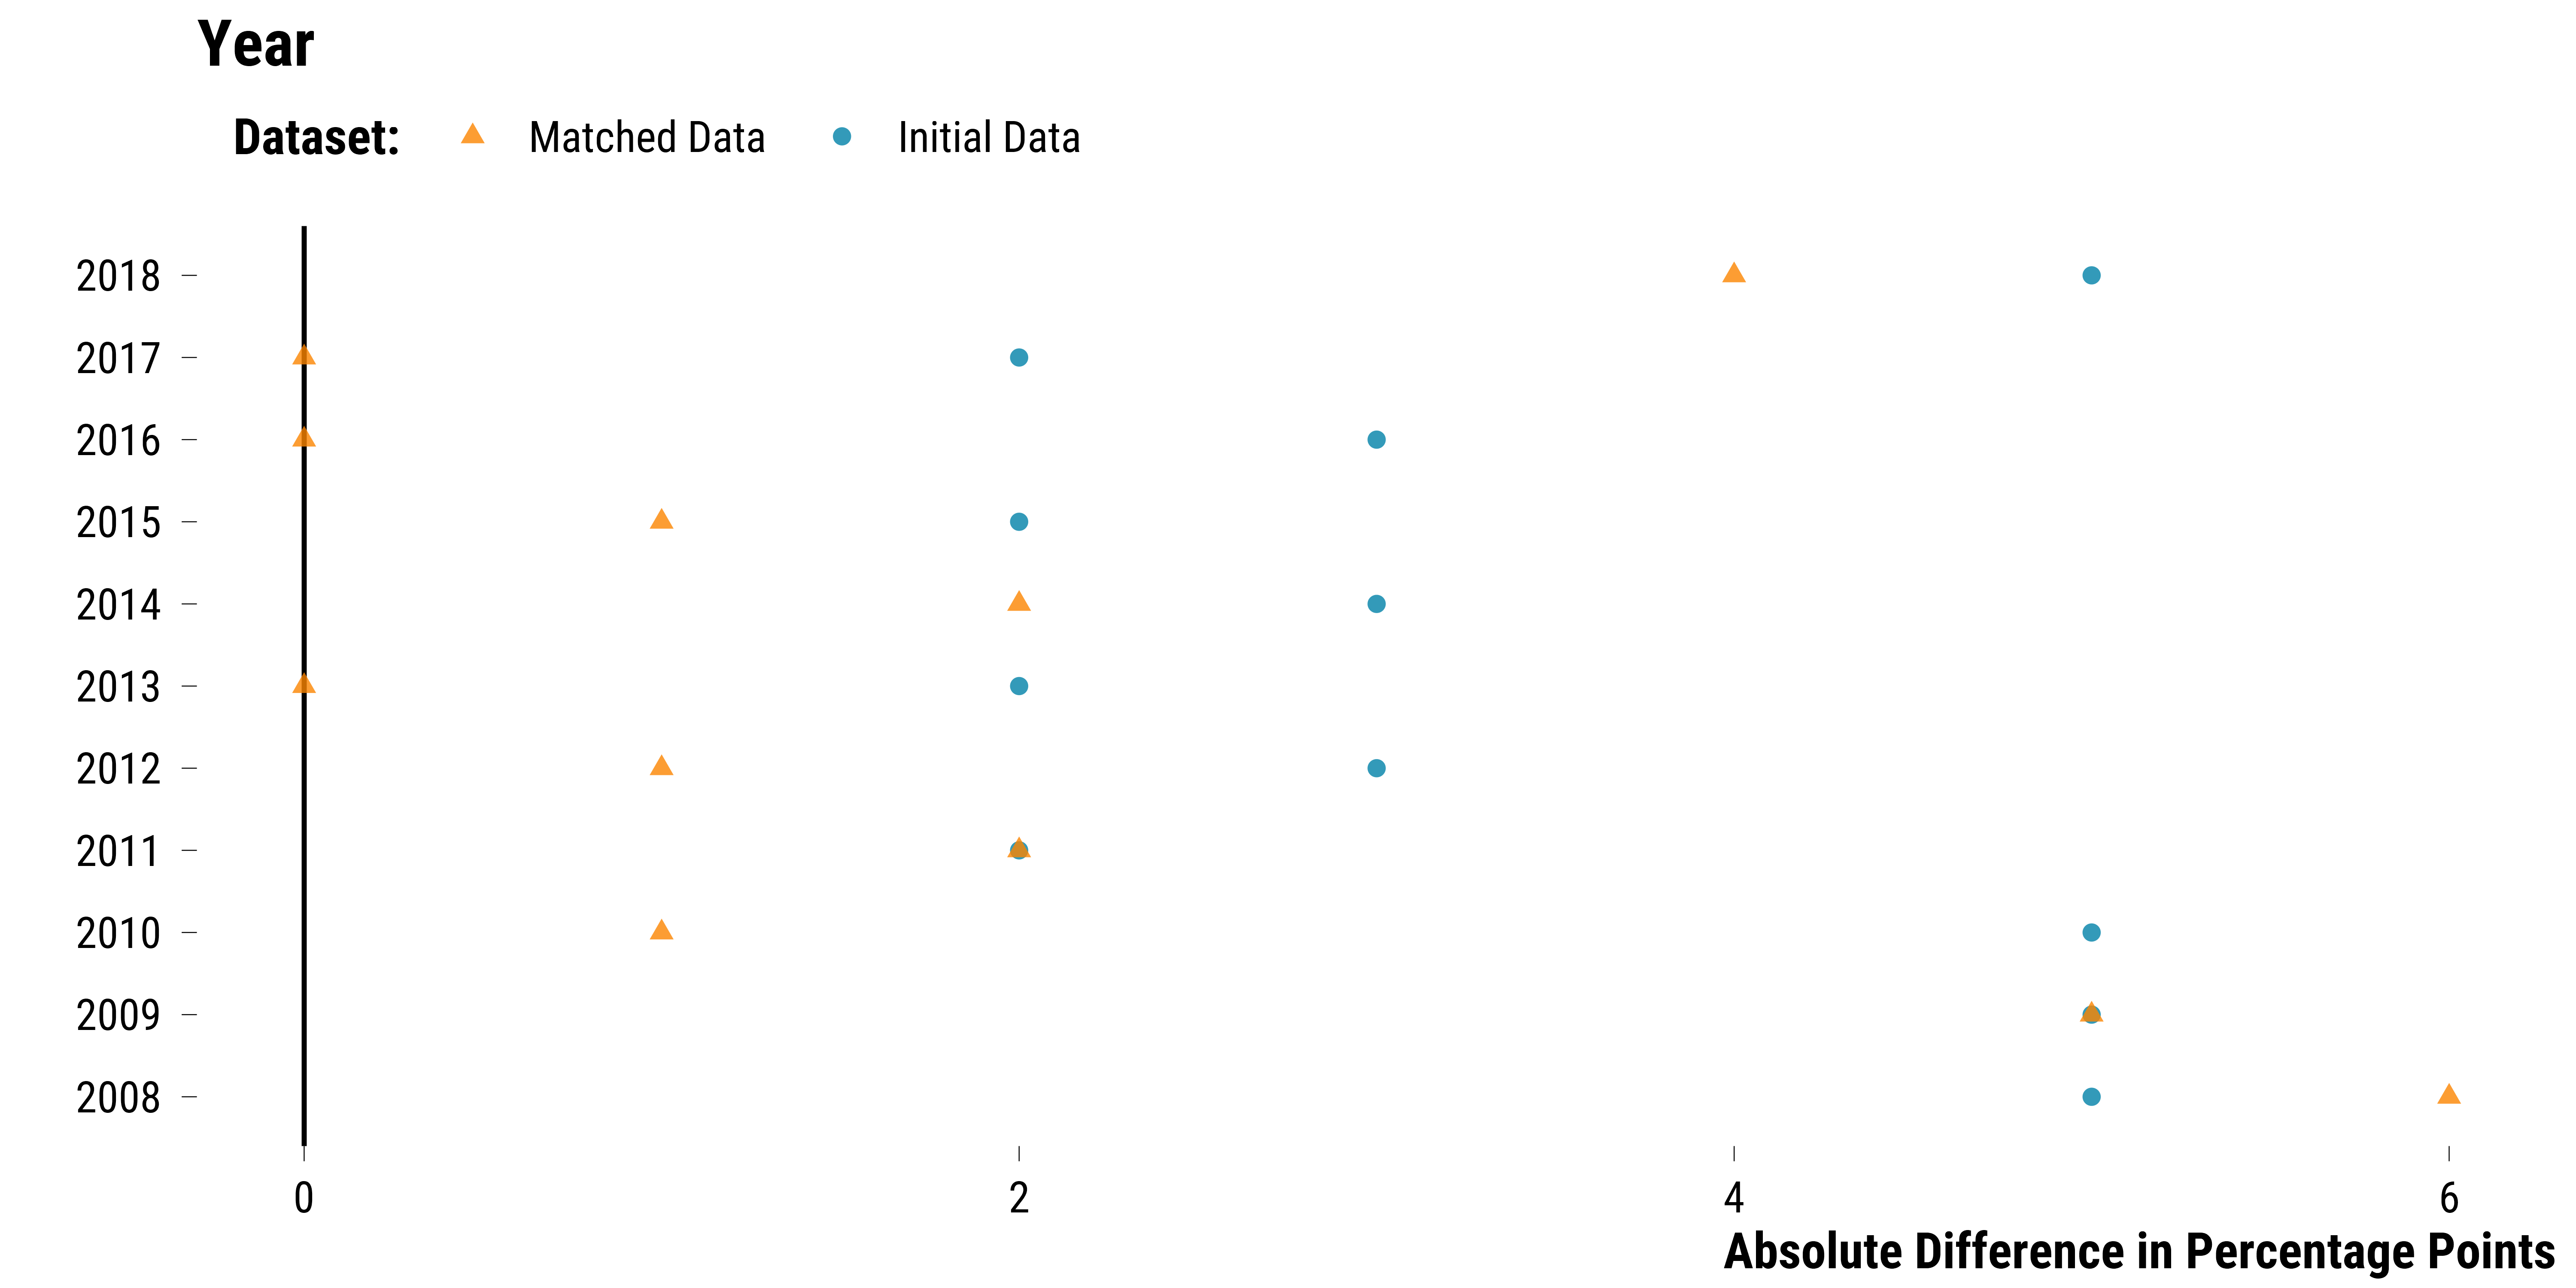 Year
Dataset: Matched Data Initial Data
2018
2017
2016
2015
2014
2013
2012
2011
2010
2009
2008
0 2 4 6
Absolute Difference in Percentage Points